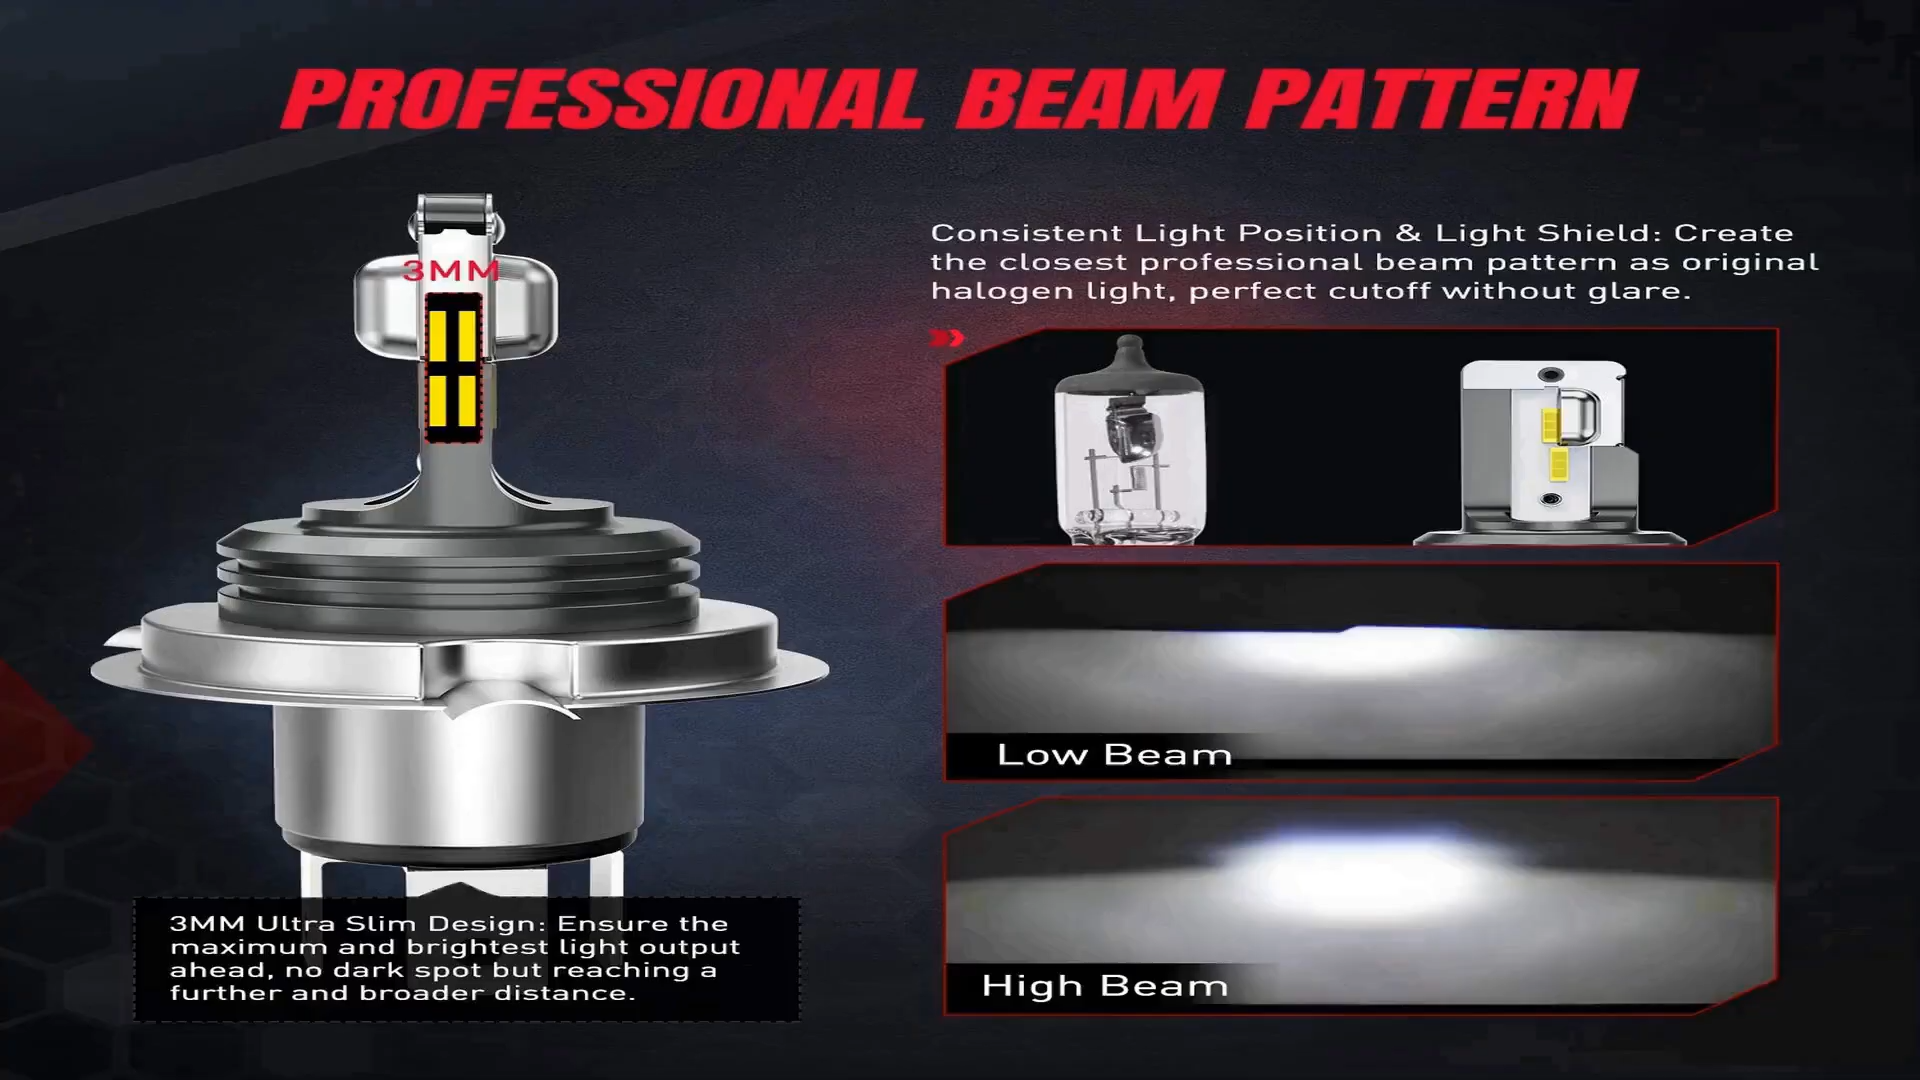 PROFESSIONAL BEAM PATTERN
3MM
Consistent Light Position & Light Shield: Create
the closest professional beam pattern as original
halogen light, perfect cutoff without glare.
Low Beam
High Beam
3MM Ultra Slim Design: Ensure the
maximum and brightest light output
ahead, no dark spot but reaching a
further and broader distance.